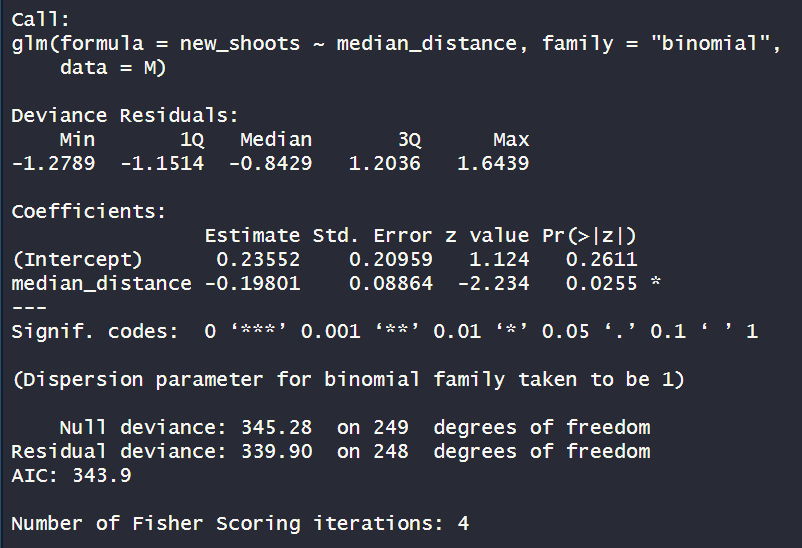 Call:
glm(formula = new_shoots ~ median_distance, family = "binomial",
    data = M)
Deviance Residuals:
    Min       1Q   Median       3Q      Max
-1.2789  -1.1514  -0.8429   1.2036   1.6439
Coefficients:
                Estimate Std. Error z value Pr(>|z|)
(Intercept)      0.23552    0.20959   1.124   0.2611
median_distance -0.19801    0.08864  -2.234   0.0255 *
---
Signif. codes:  0 ‘***’ 0.001 ‘**’ 0.01 ‘*’ 0.05 ‘.’ 0.1 ‘ ’ 1
(Dispersion parameter for binomial family taken to be 1)
    Null deviance: 345.28  on 249  degrees of freedom
Residual deviance: 339.90  on 248  degrees of freedom
AIC: 343.9
Number of Fisher Scoring iterations: 4